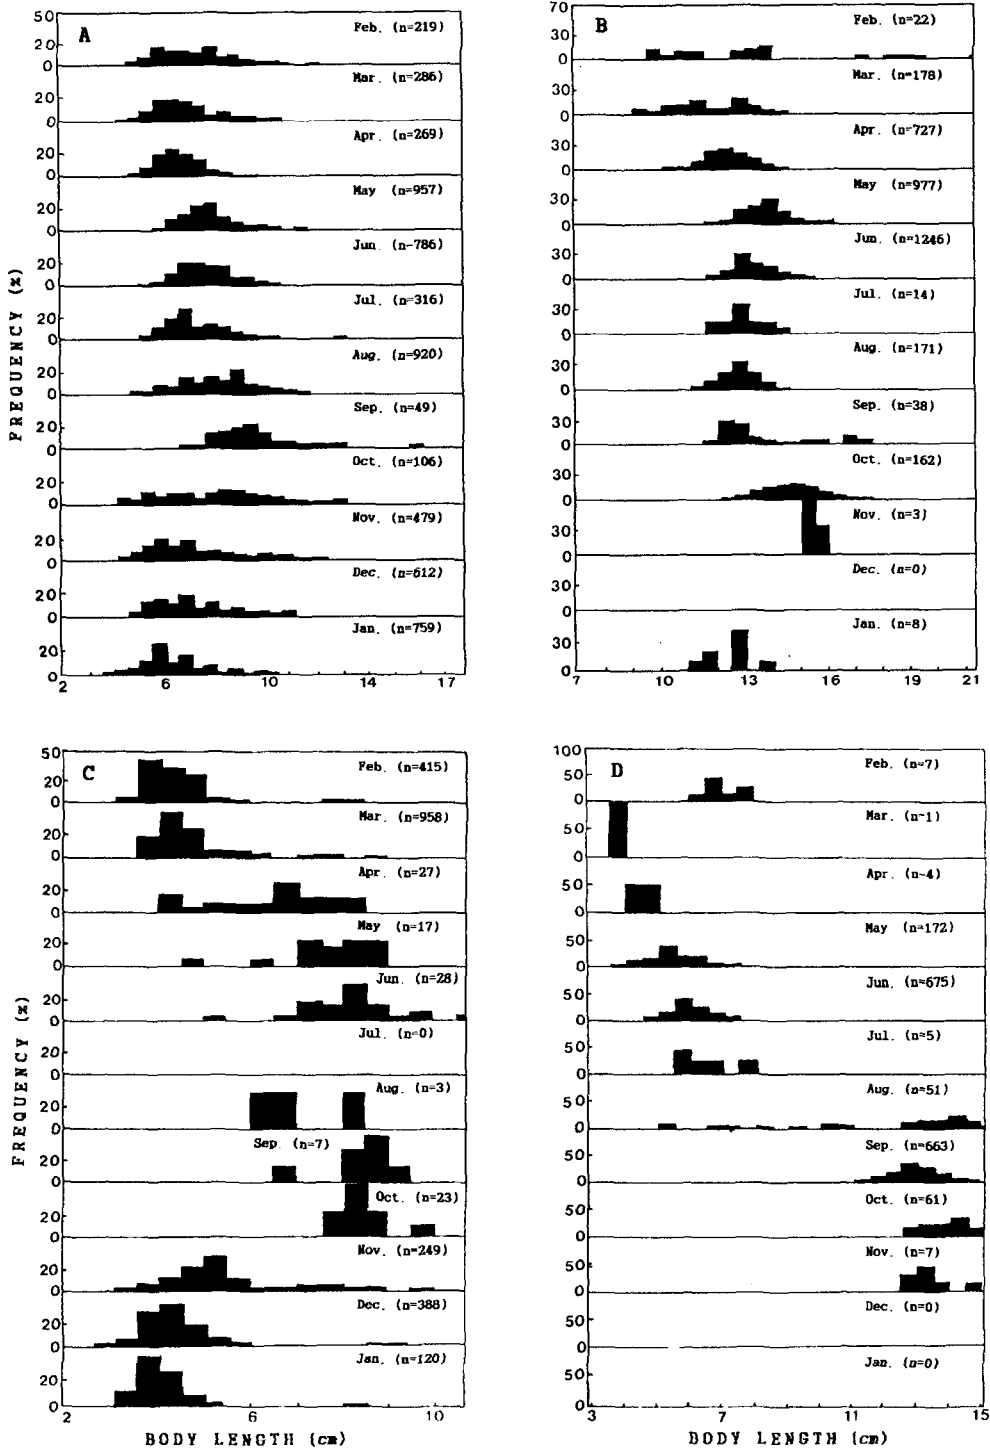 A
50
20
0
Feb. (n=219)
20
0
Mar. (n=286)
20
0
Apr. (n=269)
20
0
May (n=957)
20
0
Jun. (n=786)
20
0
Jul. (n=316)
20
0
Aug. (n=920)
20
0
Sep. (n=49)
20
0
Oct. (n=106)
20
0
Nov. (n=479)
20
0
Dec. (n=612)
20
0
Jan. (n=759)
2 6 10 14 17
FREQUENCY (%)
B
70
30
0
Feb. (n=22)
30
0
Mar. (n=178)
30
0
Apr. (n=727)
30
0
May (n=977)
30
0
Jun. (n=1246)
30
0
Jul. (n=14)
30
0
Aug. (n=171)
30
0
Sep. (n=38)
30
0
Oct. (n=162)
30
0
Nov. (n=3)
30
0
Dec. (n=0)
30
0
Jan. (n=8)
7 10 13 16 19 21
C
50
20
0
Feb. (n=415)
20
0
Mar. (n=958)
20
0
Apr. (n=27)
20
0
May (n=17)
20
0
Jun. (n=28)
20
0
Jul. (n=0)
20
0
Aug. (n=3)
20
0
Sep. (n=7)
20
0
Oct. (n=23)
20
0
Nov. (n=249)
20
0
Dec. (n=388)
20
0
Jan. (n=120)
2 6 10
BODY LENGTH (cm)
FREQUENCY (%)
D
100
50
0
Feb. (n=7)
50
0
Mar. (n=1)
50
0
Apr. (n=4)
50
0
May (n=172)
50
0
Jun. (n=675)
50
0
Jul. (n=5)
50
0
Aug. (n=51)
50
0
Sep. (n=663)
50
0
Oct. (n=61)
50
0
Nov. (n=7)
50
0
Dec. (n=0)
50
0
Jan. (n=0)
3 7 11 15
BODY LENGTH (cm)